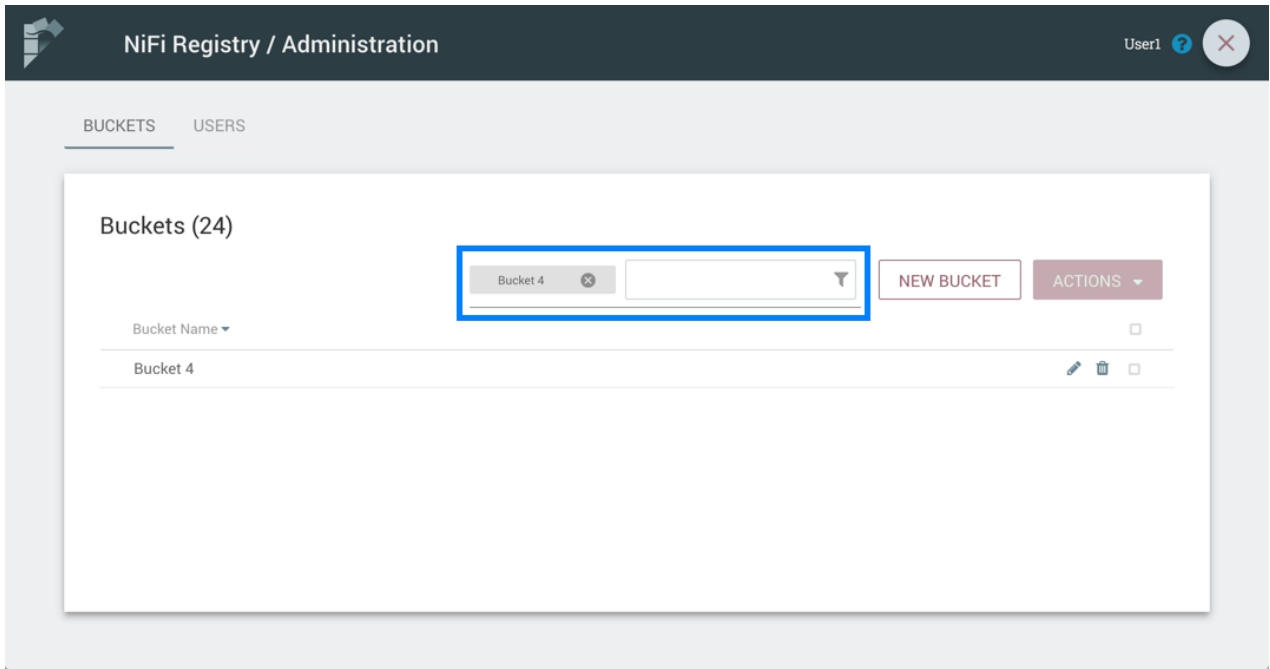 NiFi Registry / Administration
User1 ?
BUCKETS USERS
Buckets (24)
Bucket 4
NEW BUCKET
ACTIONS
Bucket Name
Bucket 4